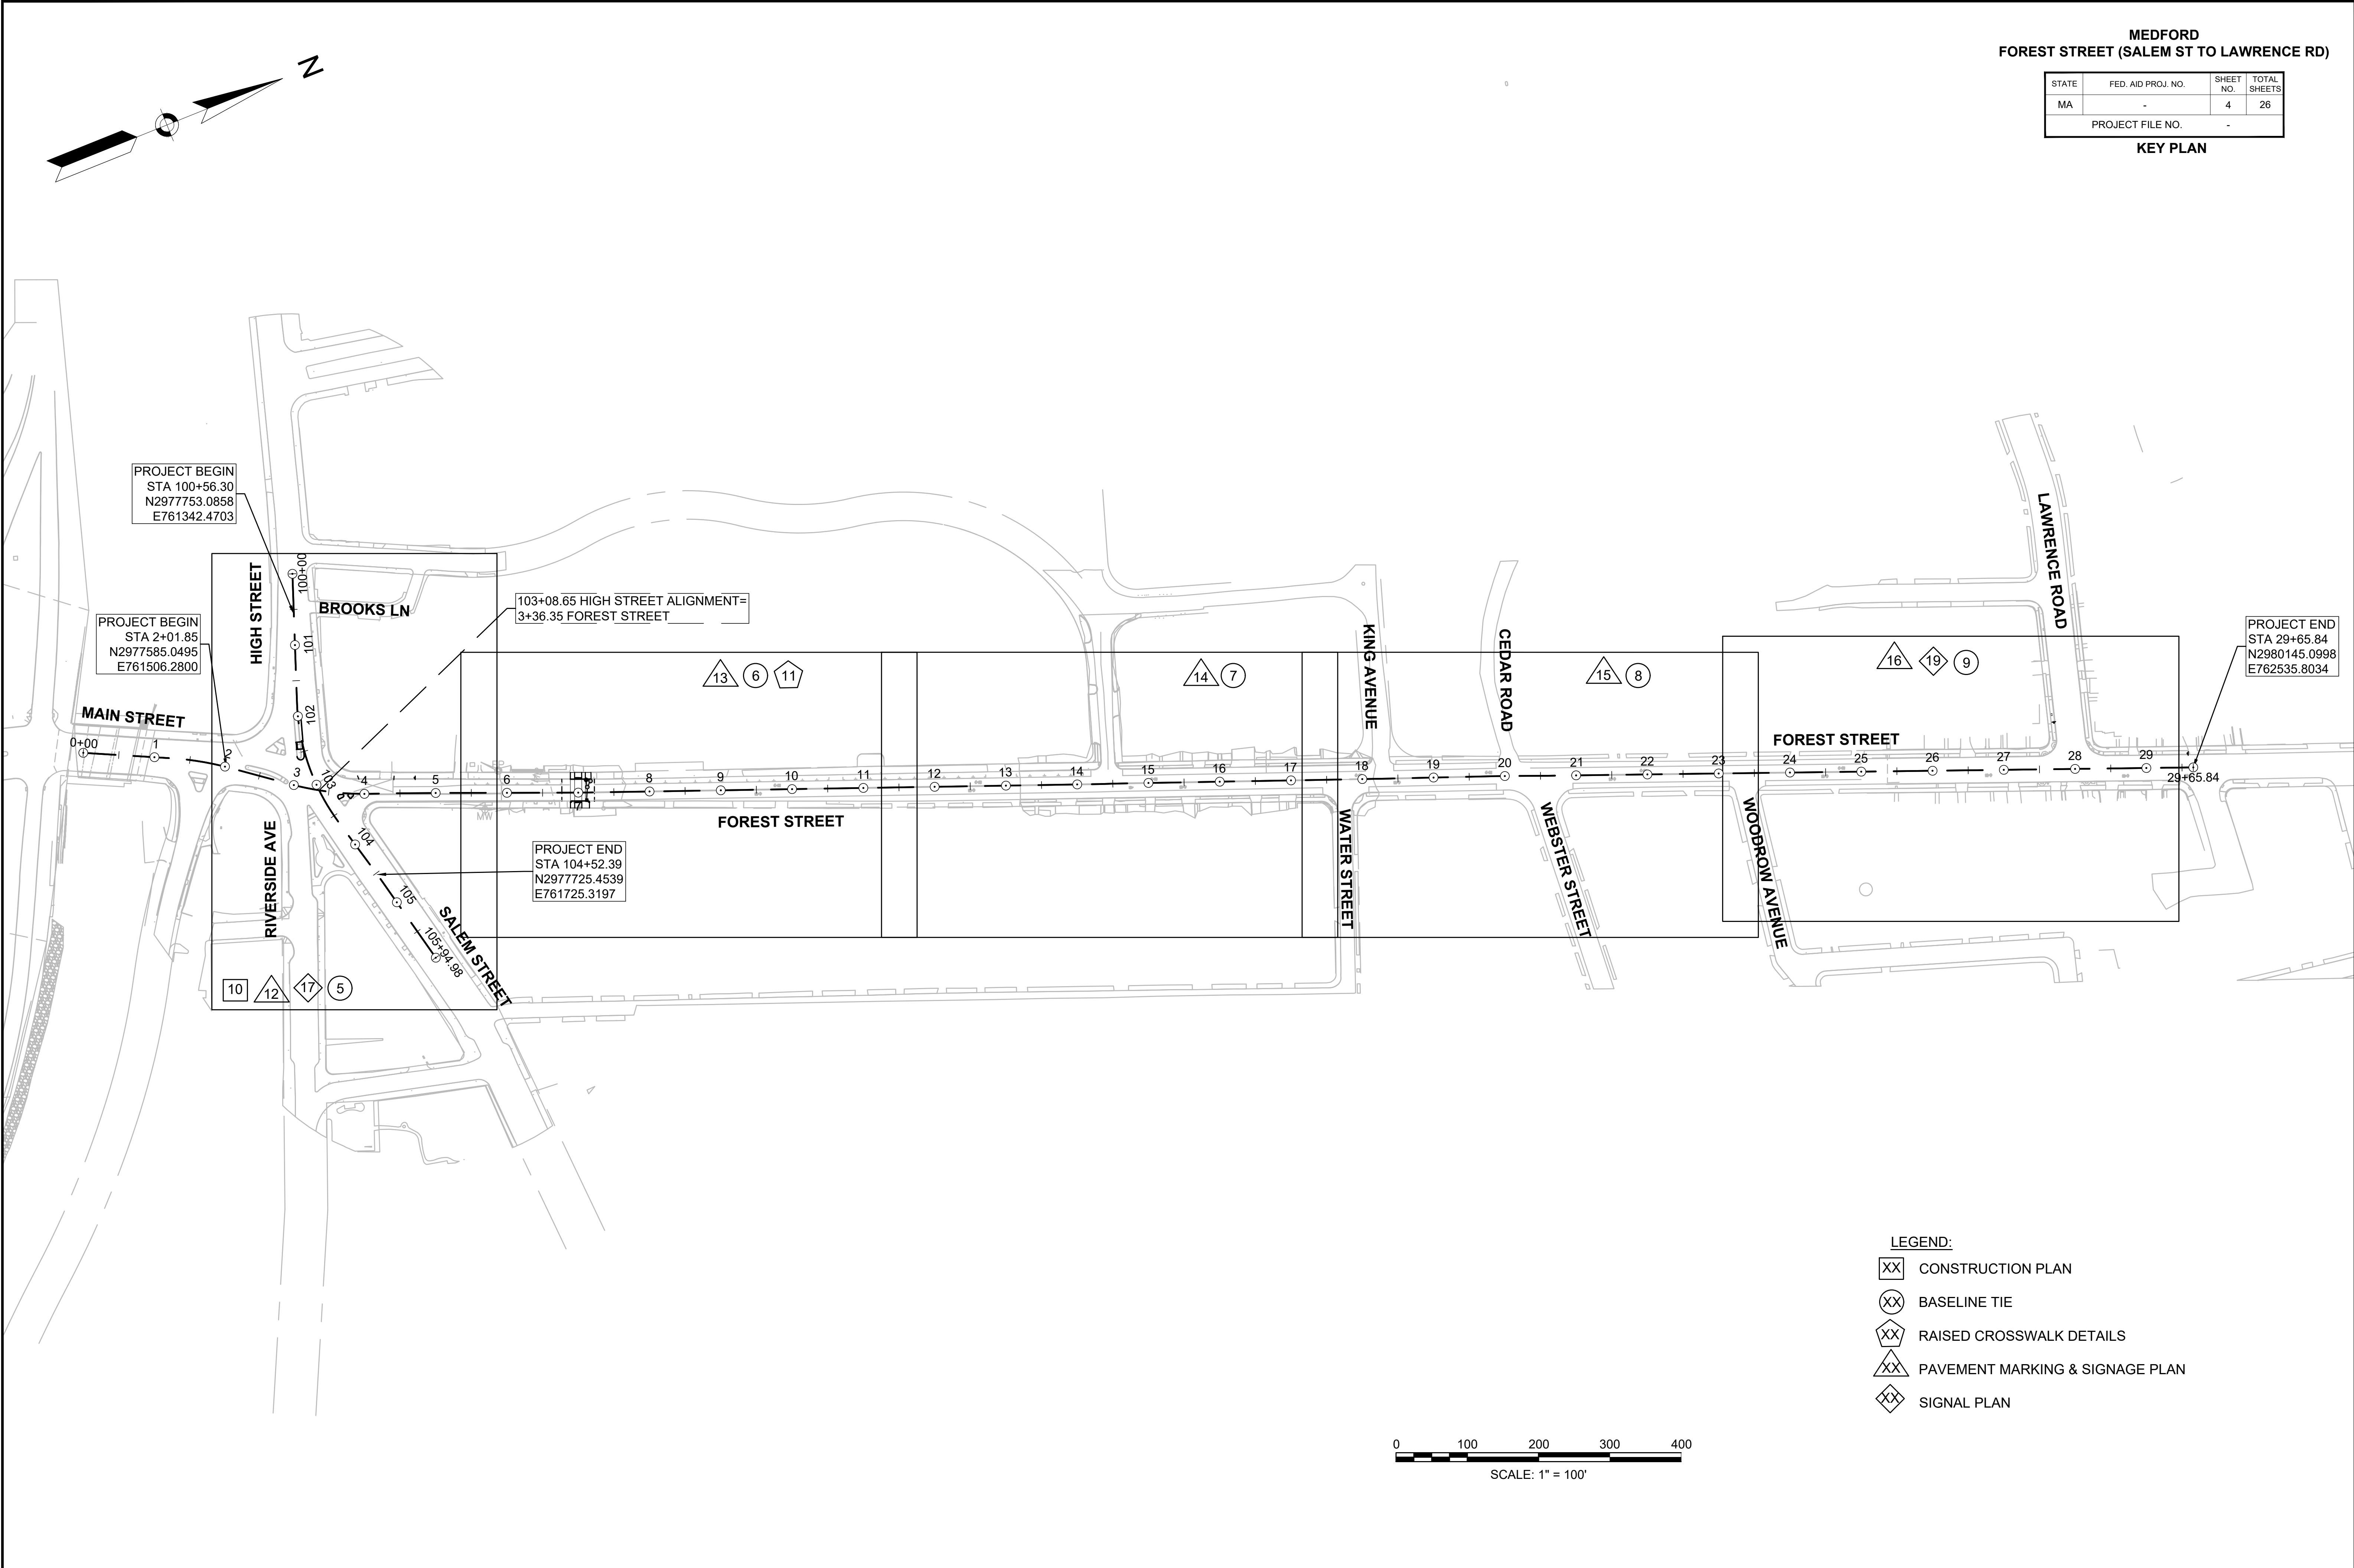 MEDFORD
FOREST STREET (SALEM ST TO LAWRENCE RD)
STATE
FED. AID PROJ. NO.
SHEET
NO.
TOTAL
SHEETS
MA
-
4
26
PROJECT FILE NO.
-
KEY PLAN
N
PROJECT BEGIN
STA 100+56.30
N2977753.0858
E761342.4703
PROJECT BEGIN
STA 2+01.85
N2977585.0495
E761506.2800
HIGH STREET
100+00
BROOKS LN
101
102
103
103+08.65 HIGH STREET ALIGNMENT=
3+36.35 FOREST STREET
13
6
11
14
7
KING AVENUE
CEDAR ROAD
15
8
16
19
9
LAWRENCE ROAD
PROJECT END
STA 29+65.84
N2980145.0998
E762535.8034
MAIN STREET
FOREST STREET
0+00
1
2
3
4
5
6
7
8
9
10
11
12
13
14
15
16
17
18
19
20
21
22
23
24
25
26
27
28
29
29+65.84
MW
FOREST STREET
RIVERSIDE AVE
104
105
105+94.98
SALEM STREET
PROJECT END
STA 104+52.39
N2977725.4539
E761725.3197
WATER STREET
WEBSTER STREET
WOODROW AVENUE
10
12
17
5
LEGEND:
XX CONSTRUCTION PLAN
XX BASELINE TIE
XX RAISED CROSSWALK DETAILS
XX PAVEMENT MARKING & SIGNAGE PLAN
XX SIGNAL PLAN
0 100 200 300 400
SCALE: 1" = 100'